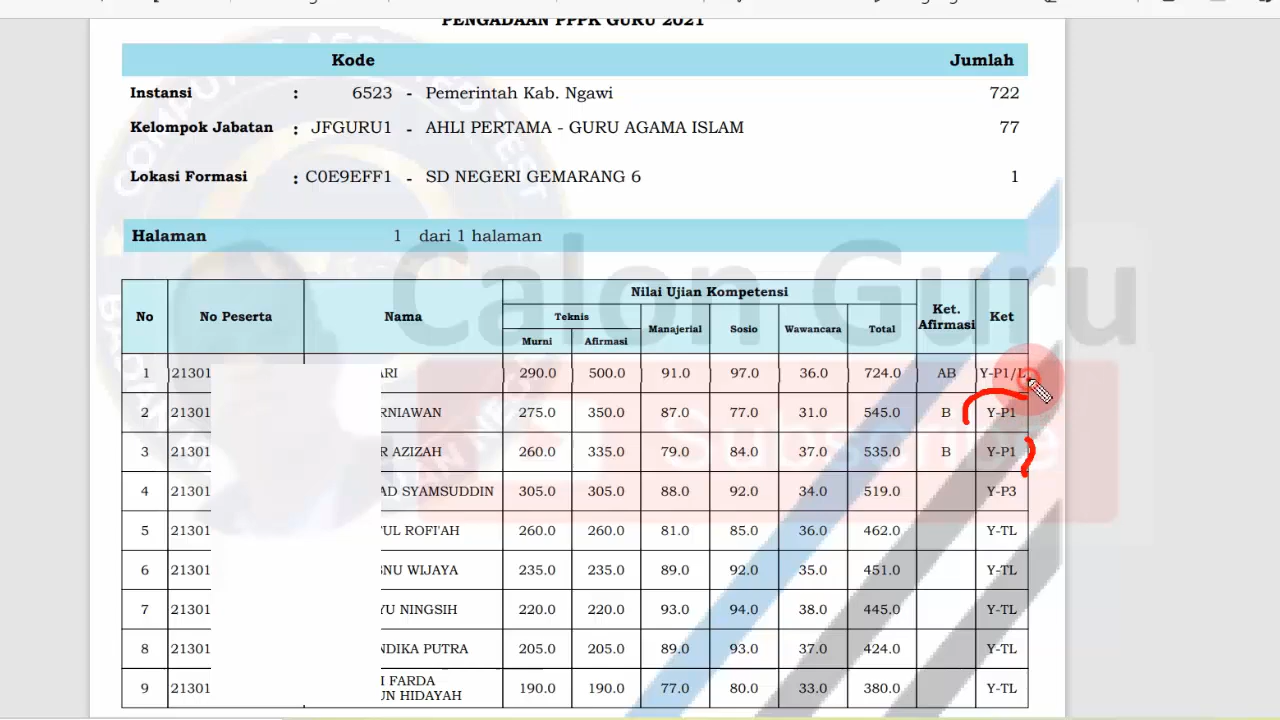 PENGADAAN PPPK GURU 2021
Kode Jumlah
Instansi : 6523 - Pemerintah Kab. Ngawi 722
Kelompok Jabatan : JFGURU1 - AHLI PERTAMA - GURU AGAMA ISLAM 77
Lokasi Formasi : C0E9EFF1 - SD NEGERI GEMARANG 6 1
Halaman 1 dari 1 halaman
Calon Guru
Subscribe
Nilai Ujian Kompetensi
No No Peserta Nama Teknis Manajerial Sosio Wawancara Total Ket. Afirmasi Ket
Murni Afirmasi
1 21301 ARI 290.0 500.0 91.0 97.0 36.0 724.0 AB Y-P1/L
2 21301 RNIAWAN 275.0 350.0 87.0 77.0 31.0 545.0 B Y-P1
3 21301 R AZIZAH 260.0 335.0 79.0 84.0 37.0 535.0 B Y-P1
4 21301 AD SYAMSUDDIN 305.0 305.0 88.0 92.0 34.0 519.0 Y-P3
5 21301 TUL ROFI'AH 260.0 260.0 81.0 85.0 36.0 462.0 Y-TL
6 21301 SNU WIJAYA 235.0 235.0 89.0 92.0 35.0 451.0 Y-TL
7 21301 YU NINGSIH 220.0 220.0 93.0 94.0 38.0 445.0 Y-TL
8 21301 NDIKA PUTRA 205.0 205.0 89.0 93.0 37.0 424.0 Y-TL
9 21301 I FARDA UN HIDAYAH 190.0 190.0 77.0 80.0 33.0 380.0 Y-TL